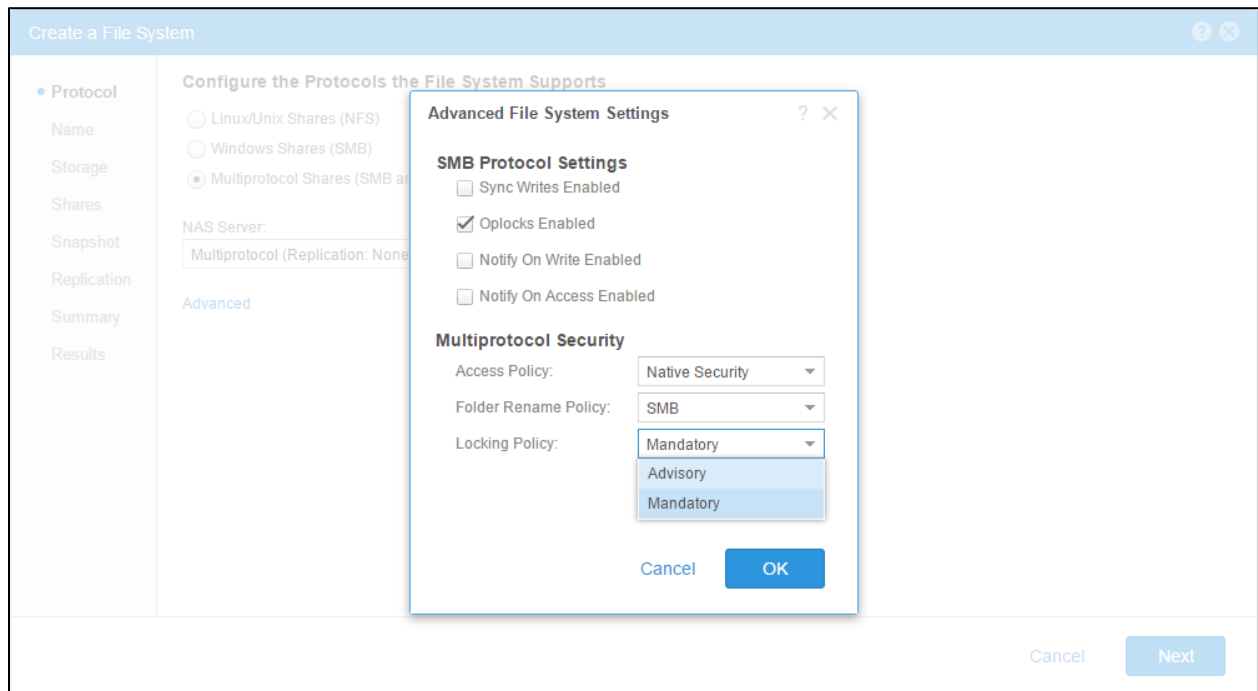 Create a File System
Protocol
Name
Storage
Shares
Snapshot
Replication
Summary
Results
Configure the Protocols the File System Supports
Linux/Unix Shares (NFS)
Windows Shares (SMB)
Multiprotocol Shares (SMB
NAS Server:
Multiprotocol (Replication: None
Advanced
Advanced File System Settings
?
SMB Protocol Settings
Sync Writes Enabled
Oplocks Enabled
Notify On Write Enabled
Notify On Access Enabled
Multiprotocol Security
Access Policy: Native Security
Folder Rename Policy: SMB
Locking Policy: Mandatory
Advisory
Mandatory
Cancel OK
Cancel Next